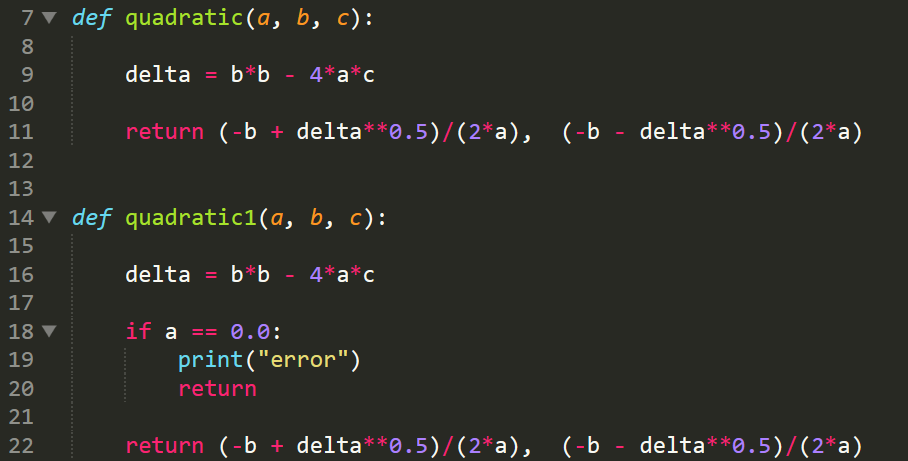 7 def quadratic(a, b, c):
8
9 delta = b*b - 4*a*c
10
11 return (-b + delta**0.5)/(2*a),  (-b - delta**0.5)/(2*a)
12
13
14 def quadratic1(a, b, c):
15
16 delta = b*b - 4*a*c
17
18 if a == 0.0:
19 print("error")
20 return
21
22 return (-b + delta**0.5)/(2*a),  (-b - delta**0.5)/(2*a)